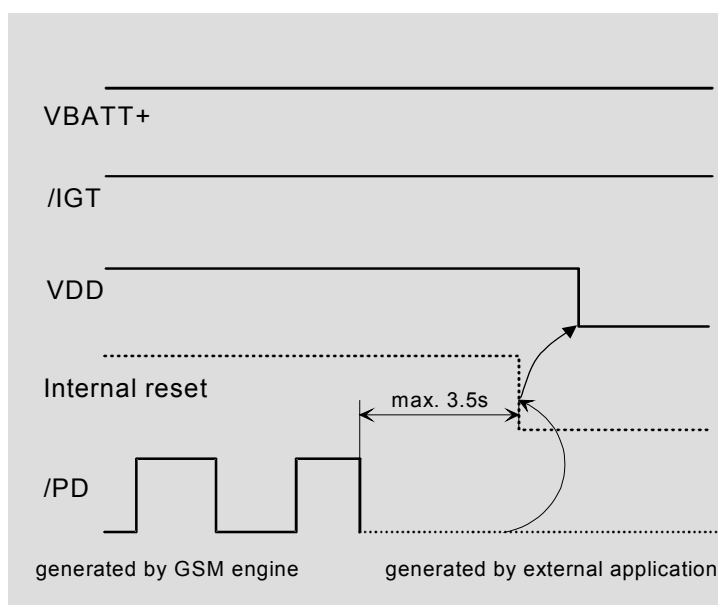 VBATT+
/IGT
VDD
Internal reset
max. 3.5s
/PD
generated by GSM engine
generated by external application